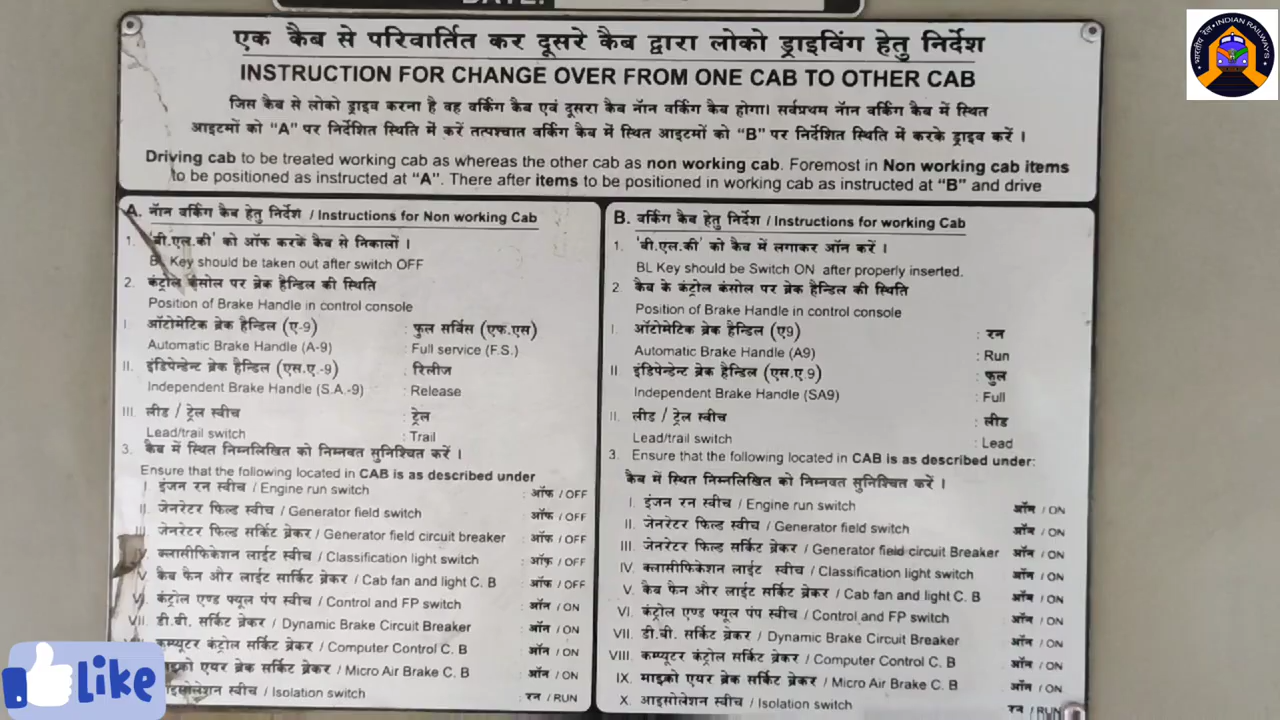 DATE:
एक कैब से परिवार्तित कर दूसरे कैब द्वारा लोको ड्राइविंग हेतु निर्देश
INSTRUCTION FOR CHANGE OVER FROM ONE CAB TO OTHER CAB
जिस कैब से लोको ड्राइव करना है वह वर्किंग कैब एवं दूसरा कैब नॅान वर्किंग कैब होगा। सर्वप्रथम नॅान वर्किंग कैब में स्थित
आइटमों को "A" पर निर्देशित स्थिति में करें तत्पश्चात वर्किंग कैब में स्थित आइटमों को "B" पर निर्देशित स्थिति में करके ड्राइव करें ।
Driving cab to be treated working cab as whereas the other cab as non working cab. Foremost in Non working cab items
to be positioned as instructed at "A". There after items to be positioned in working cab as instructed at "B" and drive
A. नॅान वर्किंग कैब हेतु निर्देश / Instructions for Non working Cab
1. 'बी.एल.की' को ऑफ करके कैब से निकालों ।
BL Key should be taken out after switch OFF
2. कंट्रोल कंसोल पर ब्रेक हैन्डिल की स्थिति
Position of Brake Handle in control console
I. ऑटोमेटिक ब्रेक हैन्डिल (ए-9) : फुल सर्विस (एफ.एस)
Automatic Brake Handle (A-9) : Full service (F.S.)
II. इंडिपेन्डेन्ट ब्रेक हैन्डिल (एस.ए.-9) : रिलीज
Independent Brake Handle (S.A.-9) : Release
III. लीड / ट्रेल स्वीच : ट्रेल
Lead/trail switch : Trail
3. कैब में स्थित निम्नलिखित को निम्नवत सुनिश्चित करें ।
Ensure that the following located in CAB is as described under
I. इंजन रन स्वीच / Engine run switch : ऑफ / OFF
II. जेनरेटर फिल्ड स्वीच / Generator field switch : ऑफ / OFF
III. जेनरेटर फिल्ड सर्किट ब्रेकर / Generator field circuit breaker : ऑफ / OFF
IV. क्लासीफिकेशन लाईट स्वीच / Classification light switch : ऑफ / OFF
V. कैब फैन और लाईट सार्किट ब्रेकर / Cab fan and light C. B : ऑफ / OFF
VI. कंट्रोल एण्ड फ्यूल पंप स्वीच / Control and FP switch : ऑन / ON
VII. डी.बी. सर्किट ब्रेकर / Dynamic Brake Circuit Breaker : ऑन / ON
कम्प्यूटर कंट्रोल सर्किट ब्रेकर / Computer Control C. B : ऑन / ON
माइक्रो एयर ब्रेक सर्किट ब्रेकर / Micro Air Brake C. B : ऑन / ON
आइसोलेशन स्वीच / Isolation switch : रन / RUN
B. वर्किंग कैब हेतु निर्देश / Instructions for working Cab
1. 'बी.एल.की' को कैब में लगाकर ऑन करें ।
BL Key should be Switch ON after properly inserted.
2. कैब के कंट्रोल कंसोल पर ब्रेक हैन्डिल की स्थिति
Position of Brake Handle in control console
I. ऑटोमेटिक ब्रेक हैन्डिल (ए9) : रन
Automatic Brake Handle (A9) : Run
II इंडिपेन्डेन्ट ब्रेक हैन्डिल (एस.ए.9) : फुल
Independent Brake Handle (SA9) : Full
II. लीड / ट्रेल स्वीच : लीड
Lead/trail switch : Lead
3. Ensure that the following located in CAB is as described under:
कैब में स्थित निम्नलिखित को निम्नवत सुनिश्चित करें ।
I. इंजन रन स्वीच / Engine run switch ऑन / ON
II. जेनरेटर फिल्ड स्वीच / Generator field switch ऑन / ON
III. जेनरेटर फिल्ड सर्किट ब्रेकर / Generator field circuit Breaker ऑन / ON
IV. क्लासीफिकेशन लाईट स्वीच / Classification light switch ऑन / ON
V. कैब फैन और लाईट सर्किट ब्रेकर / Cab fan and light C. B ऑन / ON
VI. कंट्रोल एण्ड फ्यूल पंप स्वीच / Control and FP switch ऑन / ON
VII. डी.बी. सर्किट ब्रेकर / Dynamic Brake Circuit Breaker ऑन / ON
VIII. कम्प्यूटर कंट्रोल सर्किट ब्रेकर / Computer Control C. B ऑन / ON
IX. माइको एयर ब्रेक सर्किट ब्रेकर / Micro Air Brake C. B ऑन / ON
X. आइसोलेशन स्वीच / Isolation switch रन / RUN
भारतीय रेल INDIAN RAILWAYS
Like